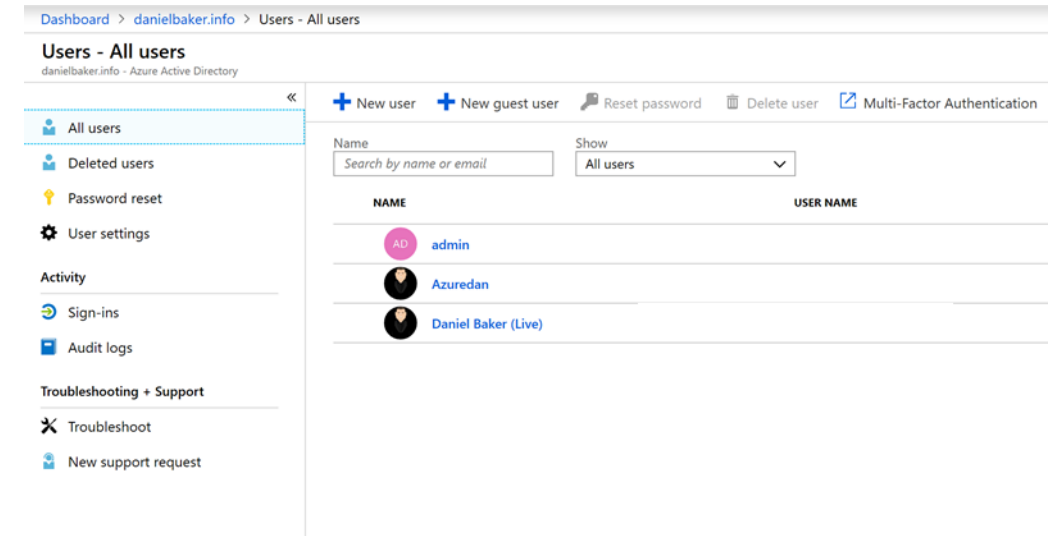 Dashboard > danielbaker.info > Users - All users
Users - All users
danielbaker.info - Azure Active Directory
«
All users
Deleted users
Password reset
User settings
Activity
Sign-ins
Audit logs
Troubleshooting + Support
Troubleshoot
New support request
New user New guest user Reset password Delete user Multi-Factor Authentication
Name Show
Search by name or email All users
NAME USER NAME
AD admin
Azuredan
Daniel Baker (Live)